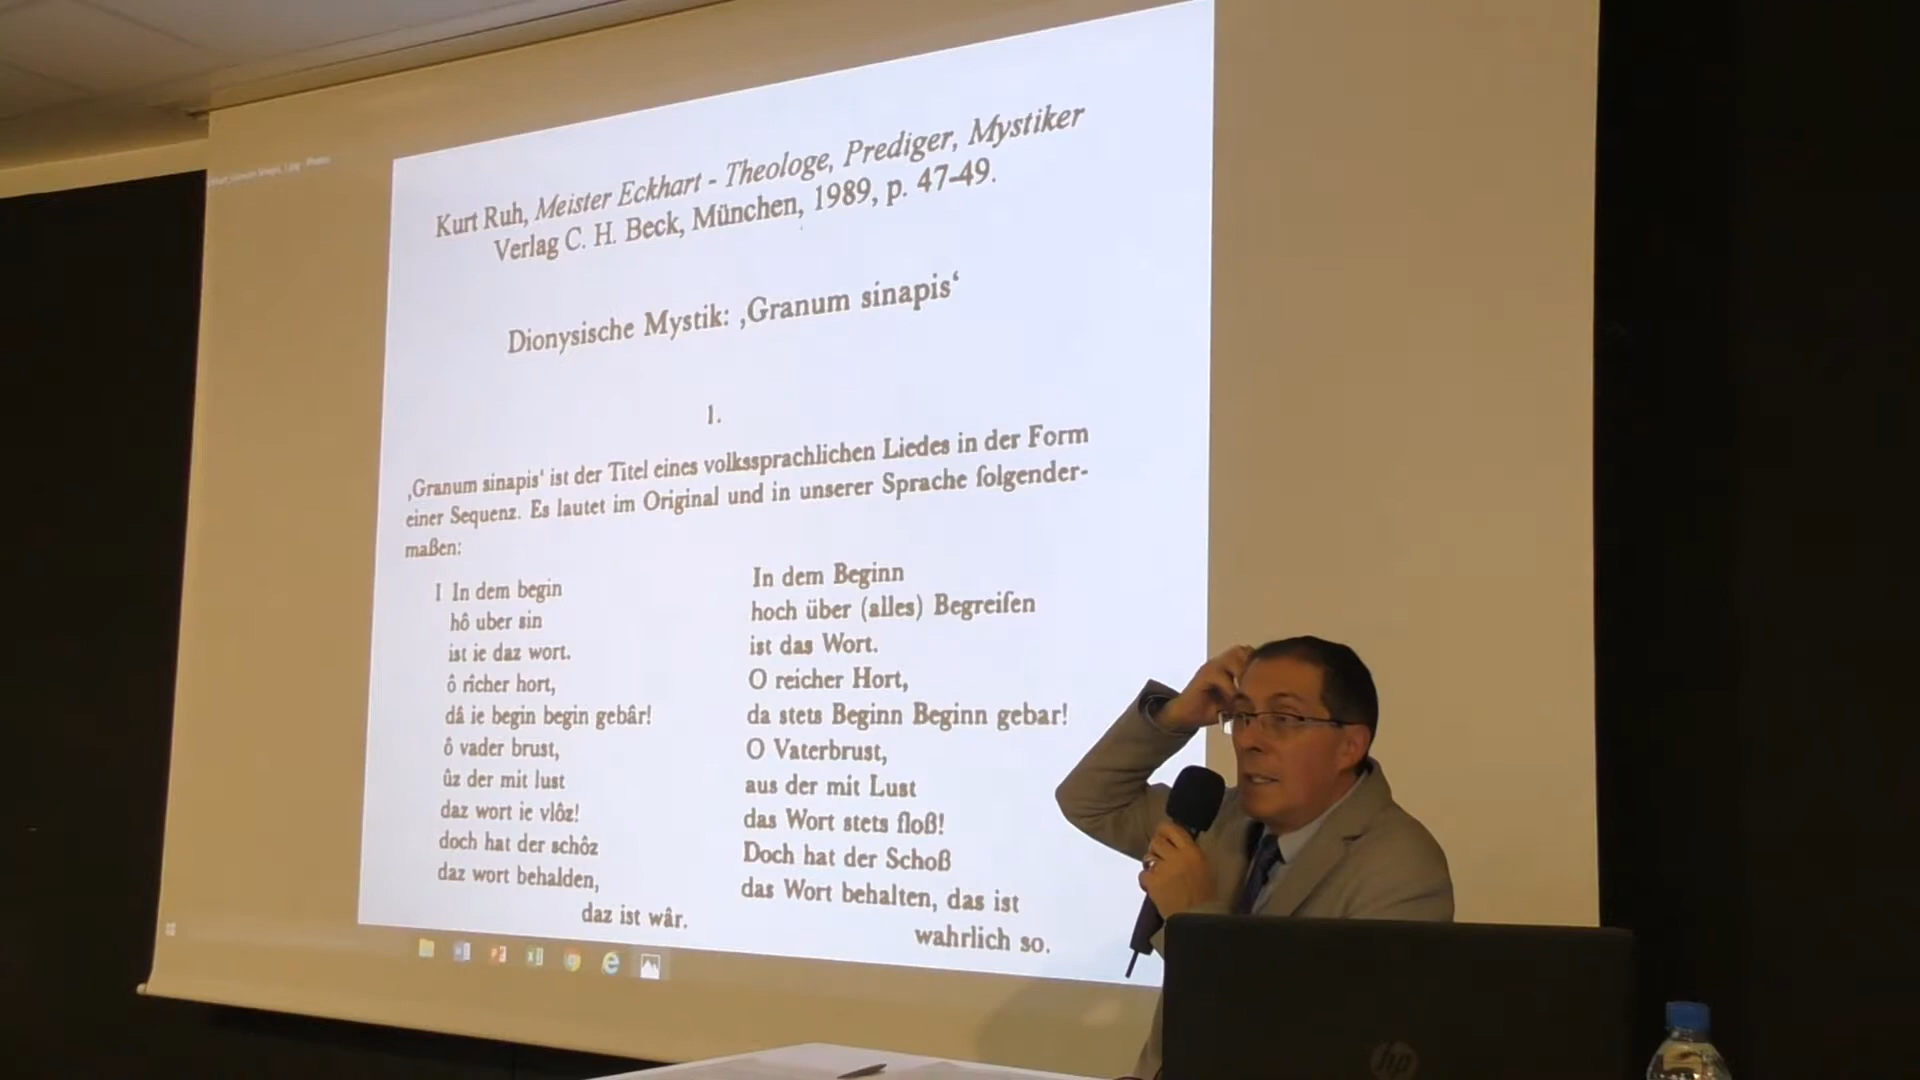 Kurt Ruh, Meister Eckhart - Theologe, Prediger, Mystiker
Verlag C. H. Beck, München, 1989, p. 47-49.
Dionysische Mystik: ‚Granum sinapis‘
1.
‚Granum sinapis‘ ist der Titel eines volkssprachlichen Liedes in der Form
einer Sequenz. Es lautet im Original und in unserer Sprache folgender-
maßen:
I In dem begin
hô uber sin
ist ie daz wort.
ô rîcher hort,
dâ ie begin begin gebâr!
ô vader brust,
ûz der mit lust
daz wort ie vlôz!
doch hat der schôz
daz wort behalden,
daz ist wâr.
In dem Beginn
hoch über (alles) Begreifen
ist das Wort.
O reicher Hort,
da stets Beginn Beginn gebar!
O Vaterbrust,
aus der mit Lust
das Wort stets floß!
Doch hat der Schoß
das Wort behalten, das ist
wahrlich so.
hp